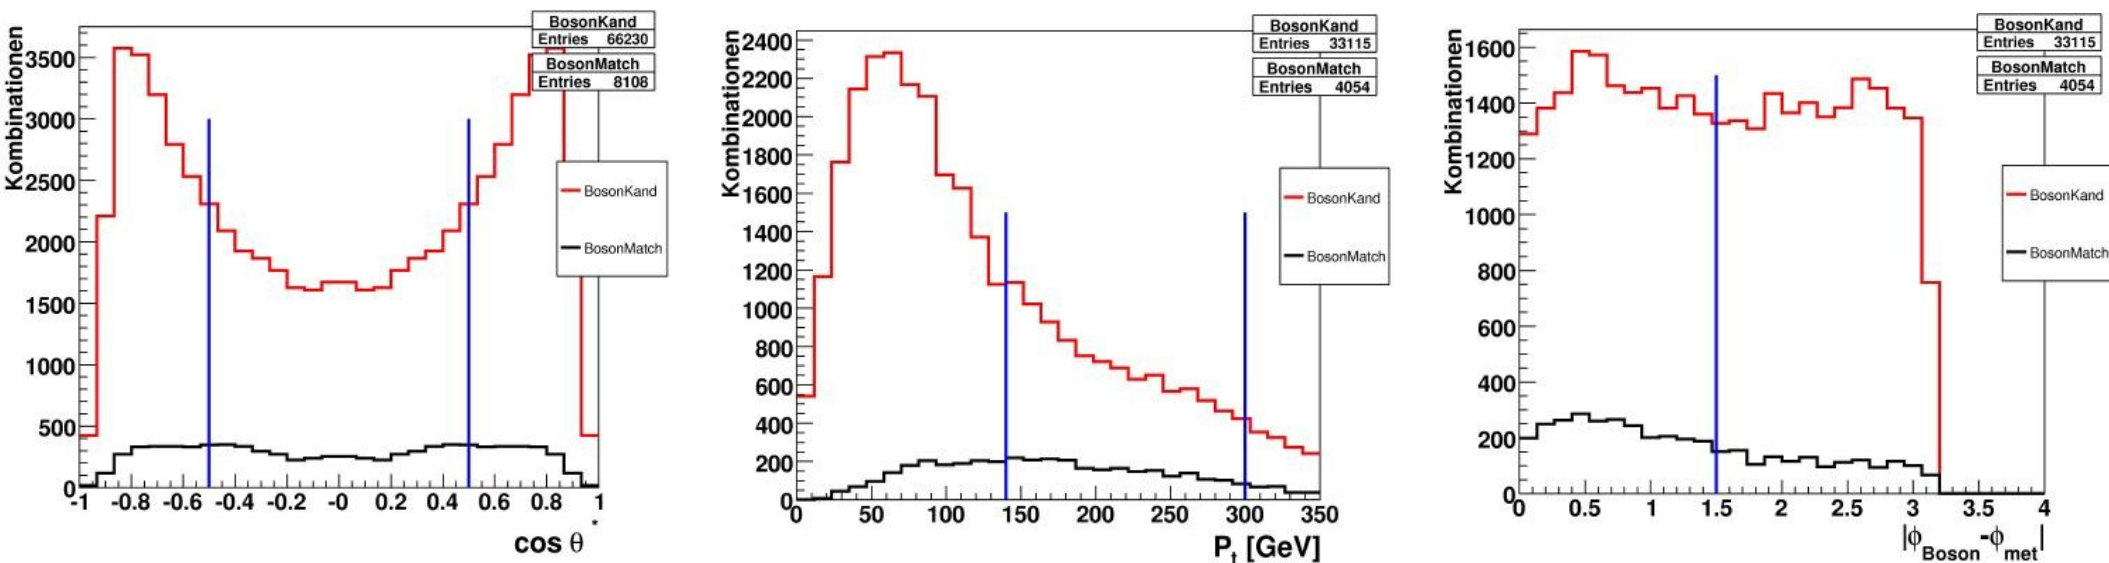 Kombinationen
BosonKand
Entries 66230
BosonMatch
Entries 8108
3500
3000
2500
2000
1500
1000
500
0
BosonKand
BosonMatch
-1 -0.8 -0.6 -0.4 -0.2 -0 0.2 0.4 0.6 0.8 1
cos θ*
Kombinationen
BosonKand
Entries 33115
BosonMatch
Entries 4054
2400
2200
2000
1800
1600
1400
1200
1000
800
600
400
200
0
BosonKand
BosonMatch
0 50 100 150 200 250 300 350
Pt [GeV]
Kombinationen
BosonKand
Entries 33115
BosonMatch
Entries 4054
1600
1400
1200
1000
800
600
400
200
0
BosonKand
BosonMatch
0 0.5 1 1.5 2 2.5 3 3.5 4
|ϕBoson-ϕmet|